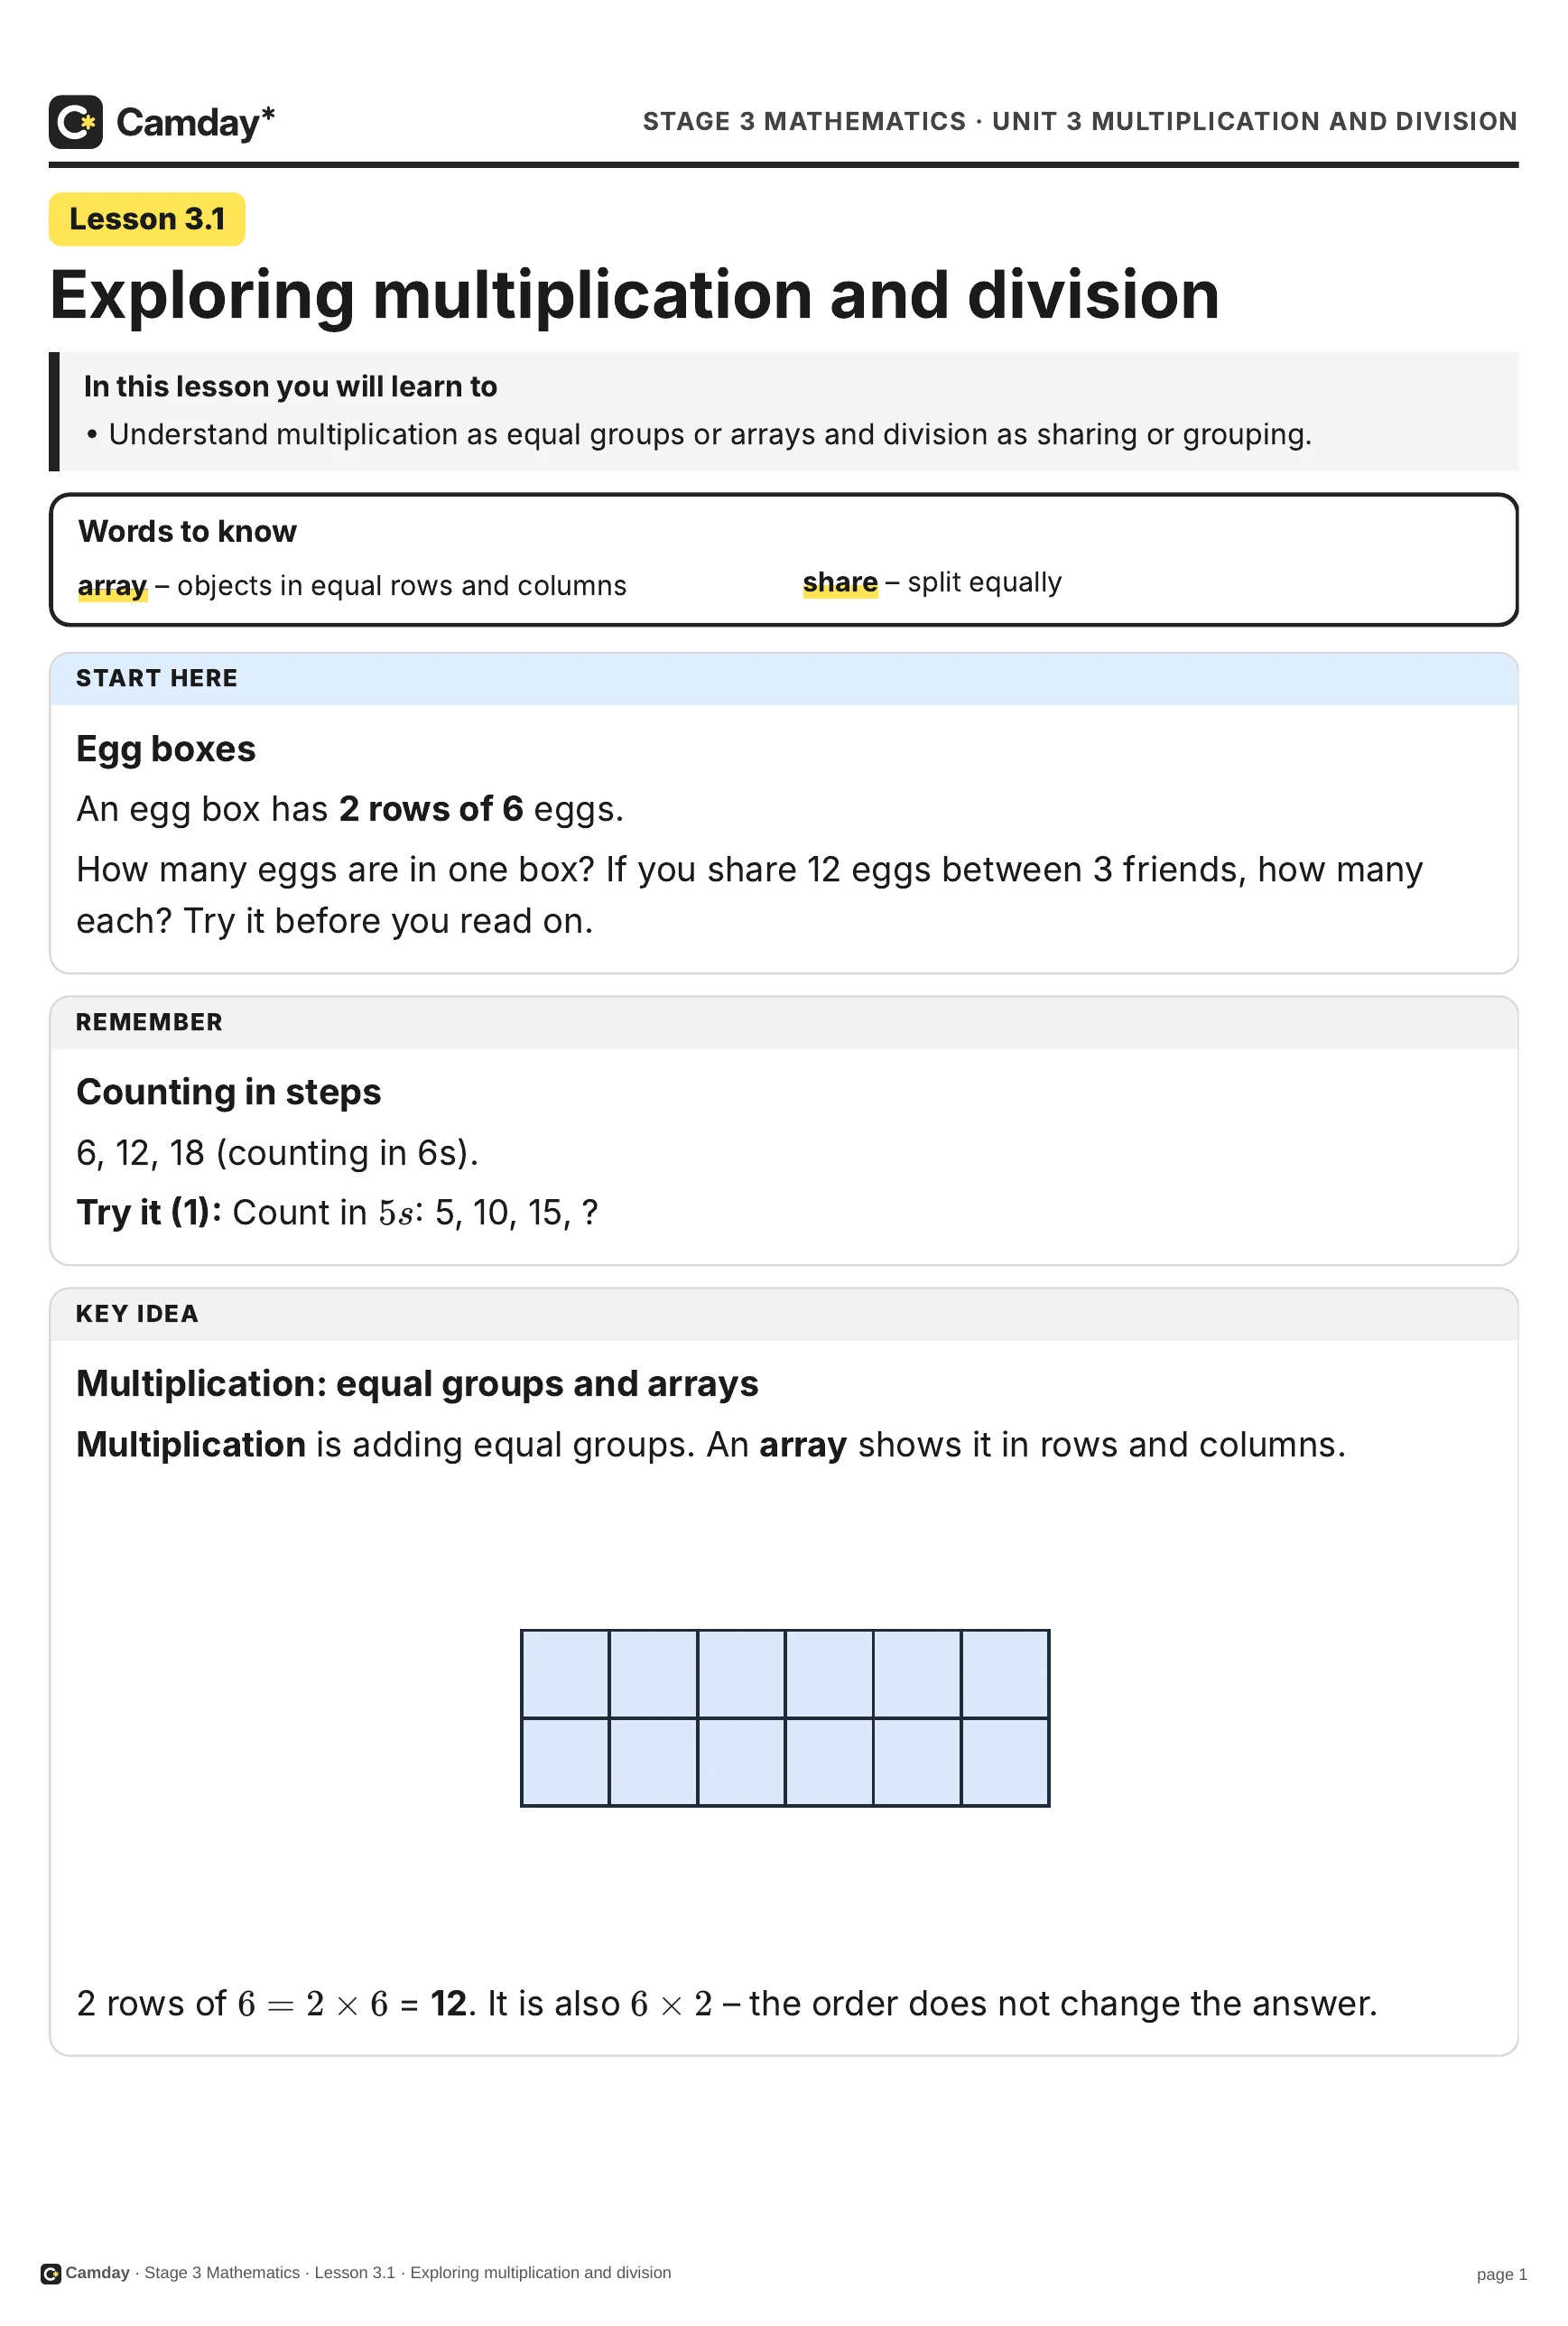 Camday*
STAGE 3 MATHEMATICS · UNIT 3 MULTIPLICATION AND DIVISION
Lesson 3.1
Exploring multiplication and division
In this lesson you will learn to
• Understand multiplication as equal groups or arrays and division as sharing or grouping.
Words to know
array – objects in equal rows and columns
share – split equally
START HERE
Egg boxes
An egg box has 2 rows of 6 eggs.
How many eggs are in one box? If you share 12 eggs between 3 friends, how many
each? Try it before you read on.
REMEMBER
Counting in steps
6, 12, 18 (counting in 6s).
Try it (1): Count in 5s: 5, 10, 15, ?
KEY IDEA
Multiplication: equal groups and arrays
Multiplication is adding equal groups. An array shows it in rows and columns.
2 rows of 6 = 2 × 6 = 12. It is also 6 × 2 – the order does not change the answer.
Camday · Stage 3 Mathematics · Lesson 3.1 · Exploring multiplication and division
page 1